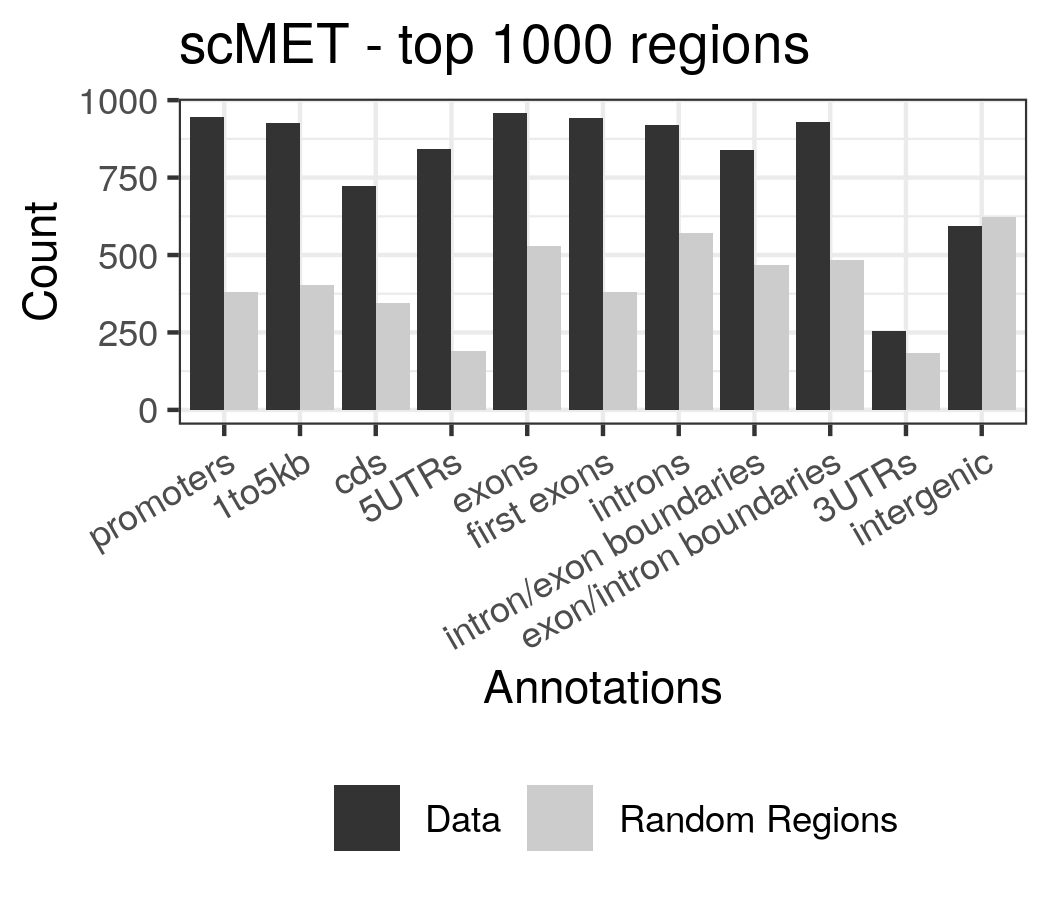 scMET - top 1000 regions
1000
750
500
250
0
Count
promoters
1to5kb
cds
5UTRs
exons
first exons
introns
intron/exon boundaries
exon/intron boundaries
3UTRs
intergenic
Annotations
Data
Random Regions